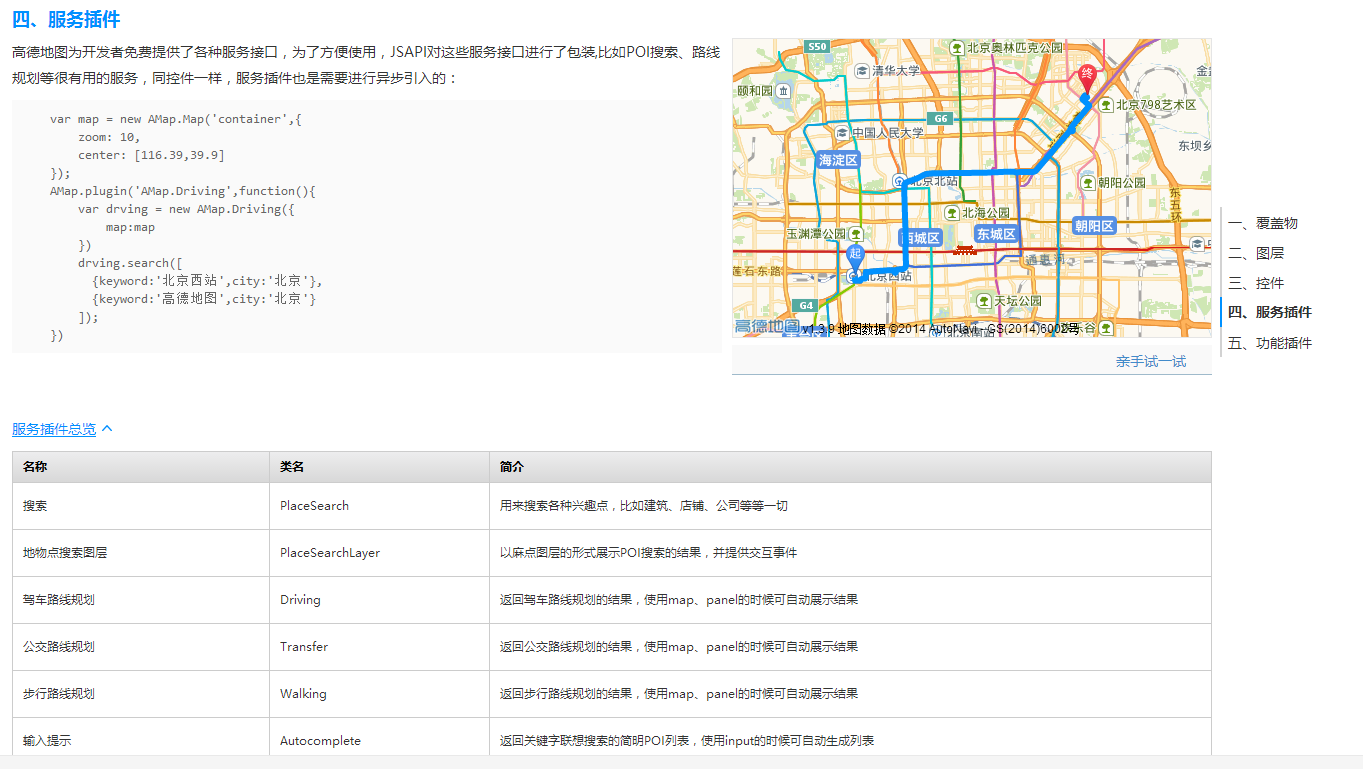 四、服务插件
高德地图为开发者免费提供了各种服务接口，为了方便使用，JSAPI对这些服务接口进行了包装,比如POI搜索、路线
规划等很有用的服务，同控件一样，服务插件也是需要进行异步引入的：
var map = new AMap.Map('container',{
zoom: 10,
center: [116.39,39.9]
});
AMap.plugin('AMap.Driving',function(){
var drving = new AMap.Driving({
map:map
})
drving.search([
{keyword:'北京西站',city:'北京'},
{keyword:'高德地图',city:'北京'}
]);
})
S50
北京奥林匹克公园
清华大学
终
颐和园
北京798艺术区
G6
中国人民大学
东坝乡
海淀区
北京北站
朝阳公园
东五环
北海公园
玉渊潭公园
西城区
东城区
朝阳区
起
通惠河
莲石东路
北京西站
天坛公园
G4
高德地图 v1.3.9 地图数据 ©2014 AutoNavi - GS(2014)6002号
亲手试一试
一、覆盖物
二、图层
三、控件
四、服务插件
五、功能插件
服务插件总览
名称 类名 简介
搜索 PlaceSearch 用来搜索各种兴趣点，比如建筑、店铺、公司等等一切
地物点搜索图层 PlaceSearchLayer 以麻点图层的形式展示POI搜索的结果，并提供交互事件
驾车路线规划 Driving 返回驾车路线规划的结果，使用map、panel的时候可自动展示结果
公交路线规划 Transfer 返回公交路线规划的结果，使用map、panel的时候可自动展示结果
步行路线规划 Walking 返回步行路线规划的结果，使用map、panel的时候可自动展示结果
输入提示 Autocomplete 返回关键字联想搜索的简明POI列表，使用input的时候可自动生成列表